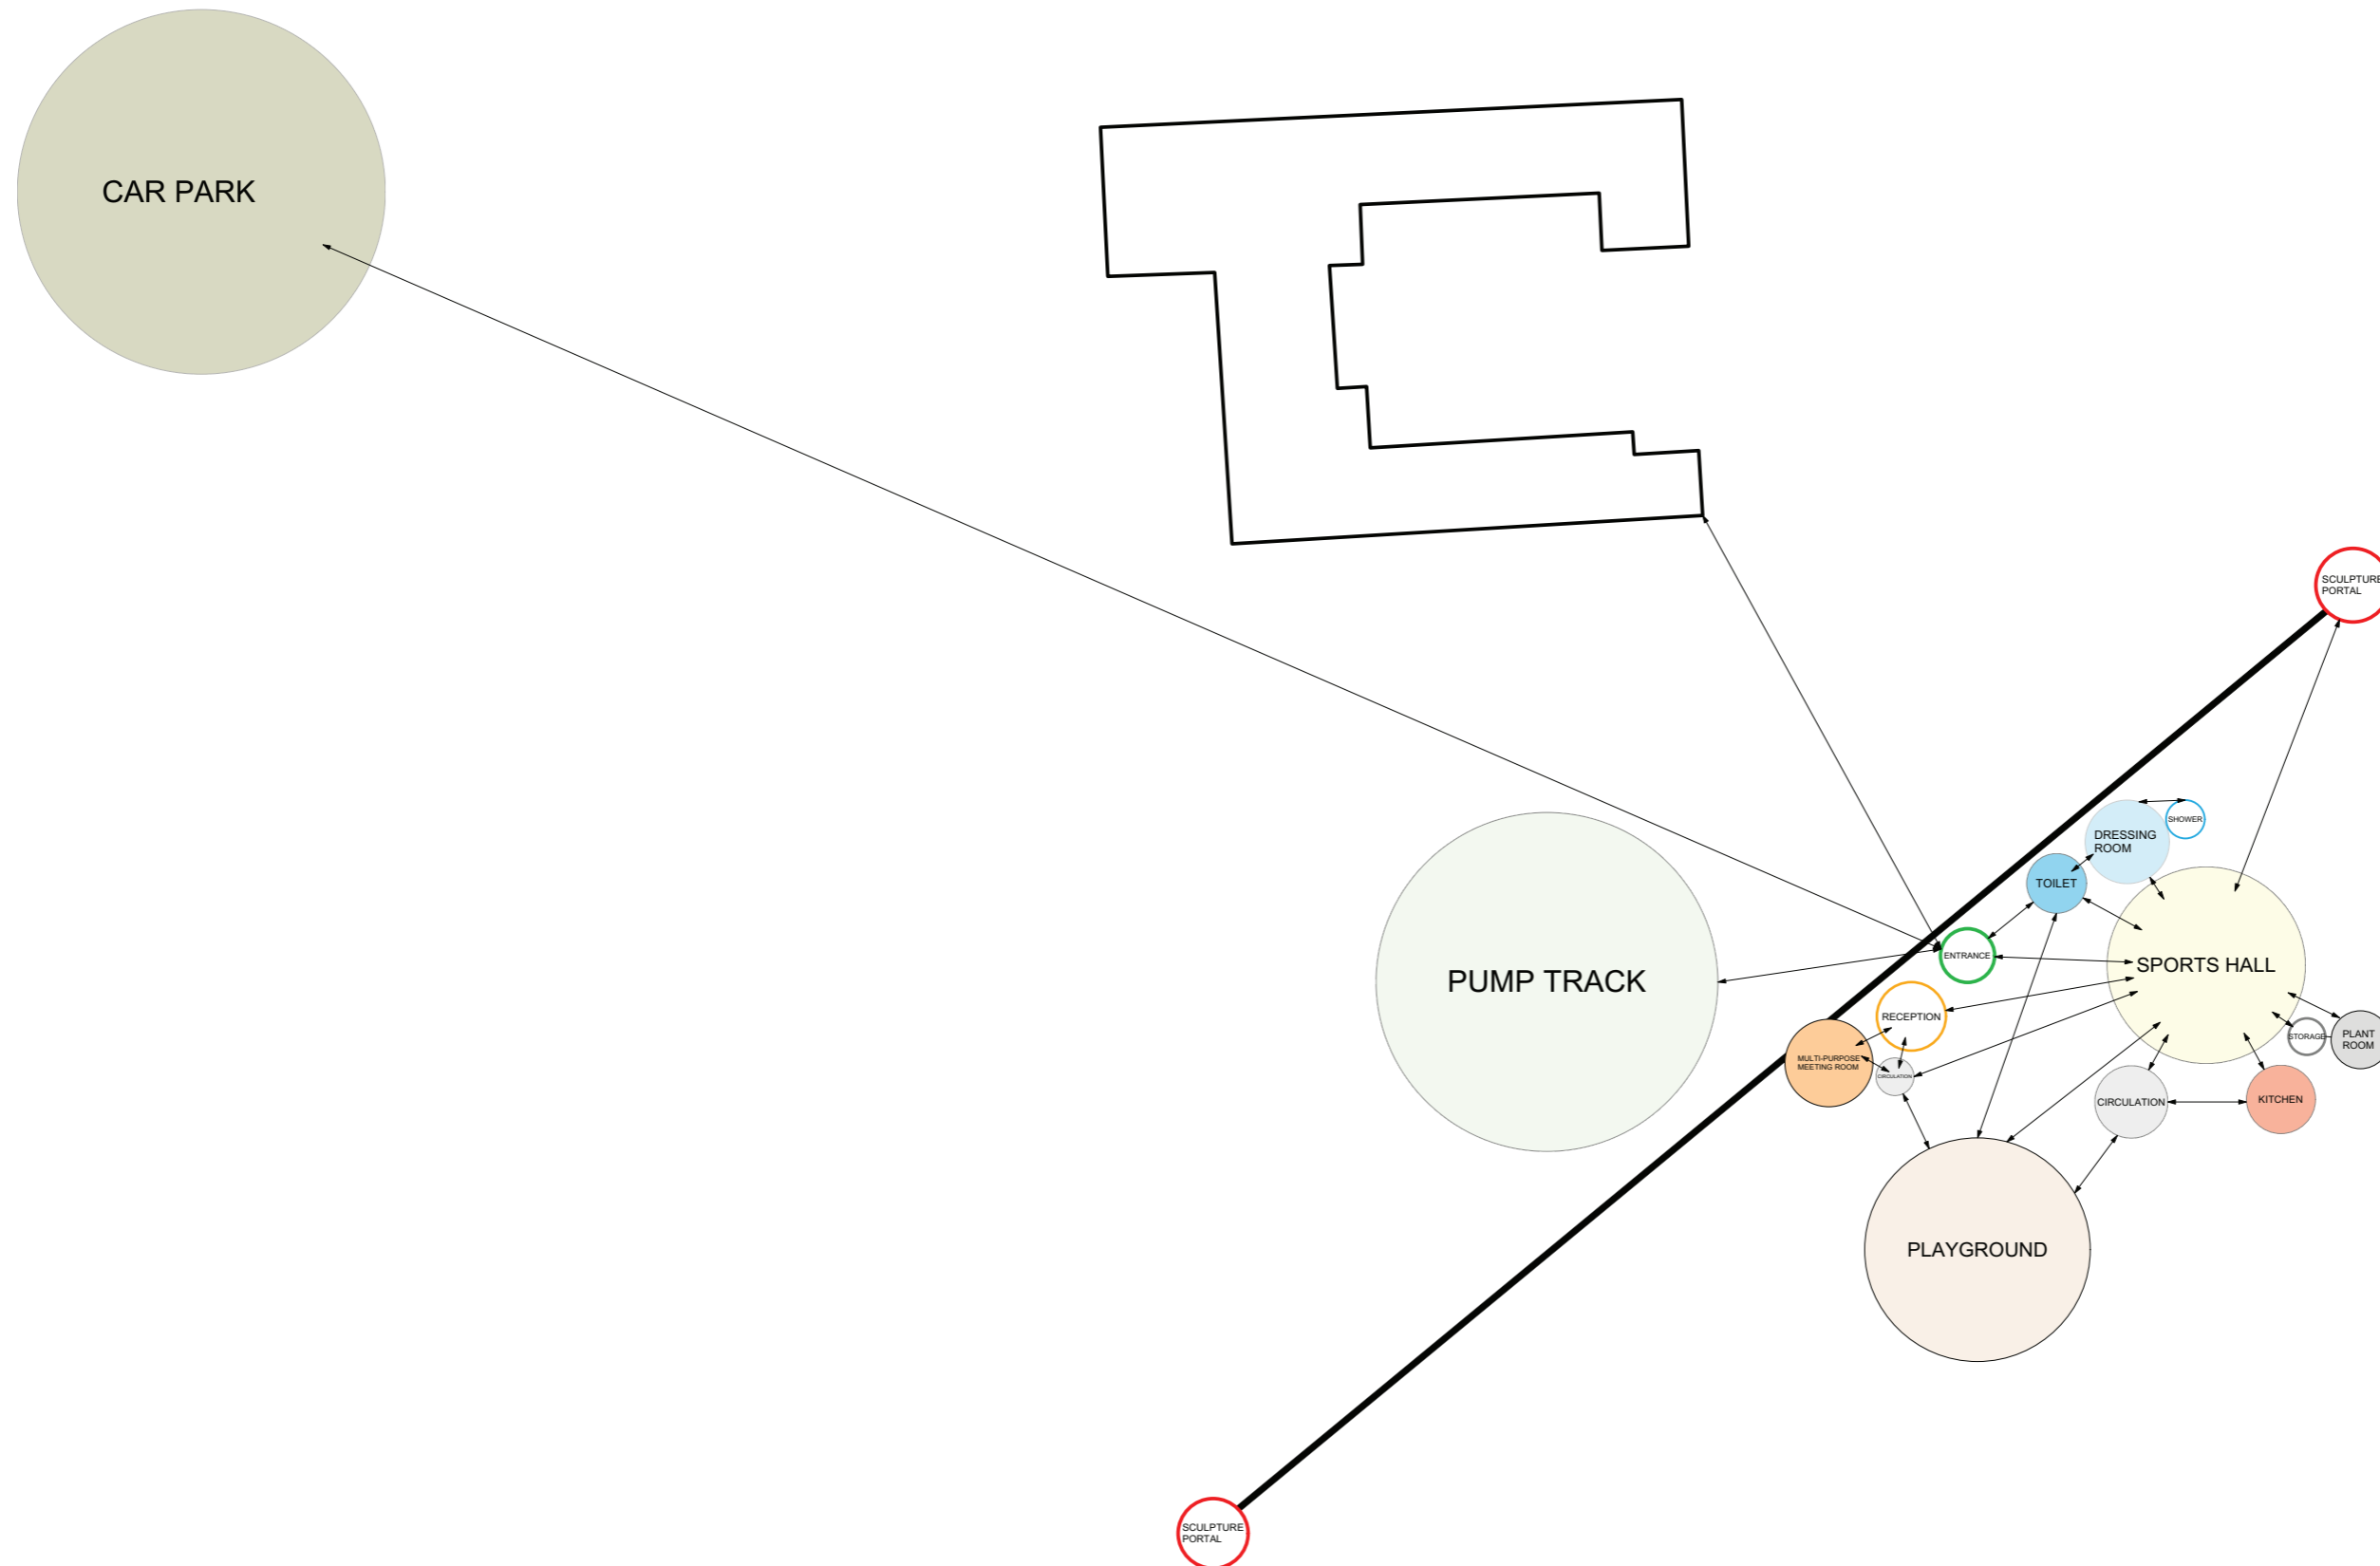 CAR PARK
SCULPTURE
PORTAL
SHOWER
DRESSING
ROOM
TOILET
ENTRANCE
SPORTS HALL
PUMP TRACK
RECEPTION
STORAGE
PLANT
ROOM
MULTI-PURPOSE
MEETING ROOM
CIRCULATION
CIRCULATION
KITCHEN
PLAYGROUND
SCULPTURE
PORTAL